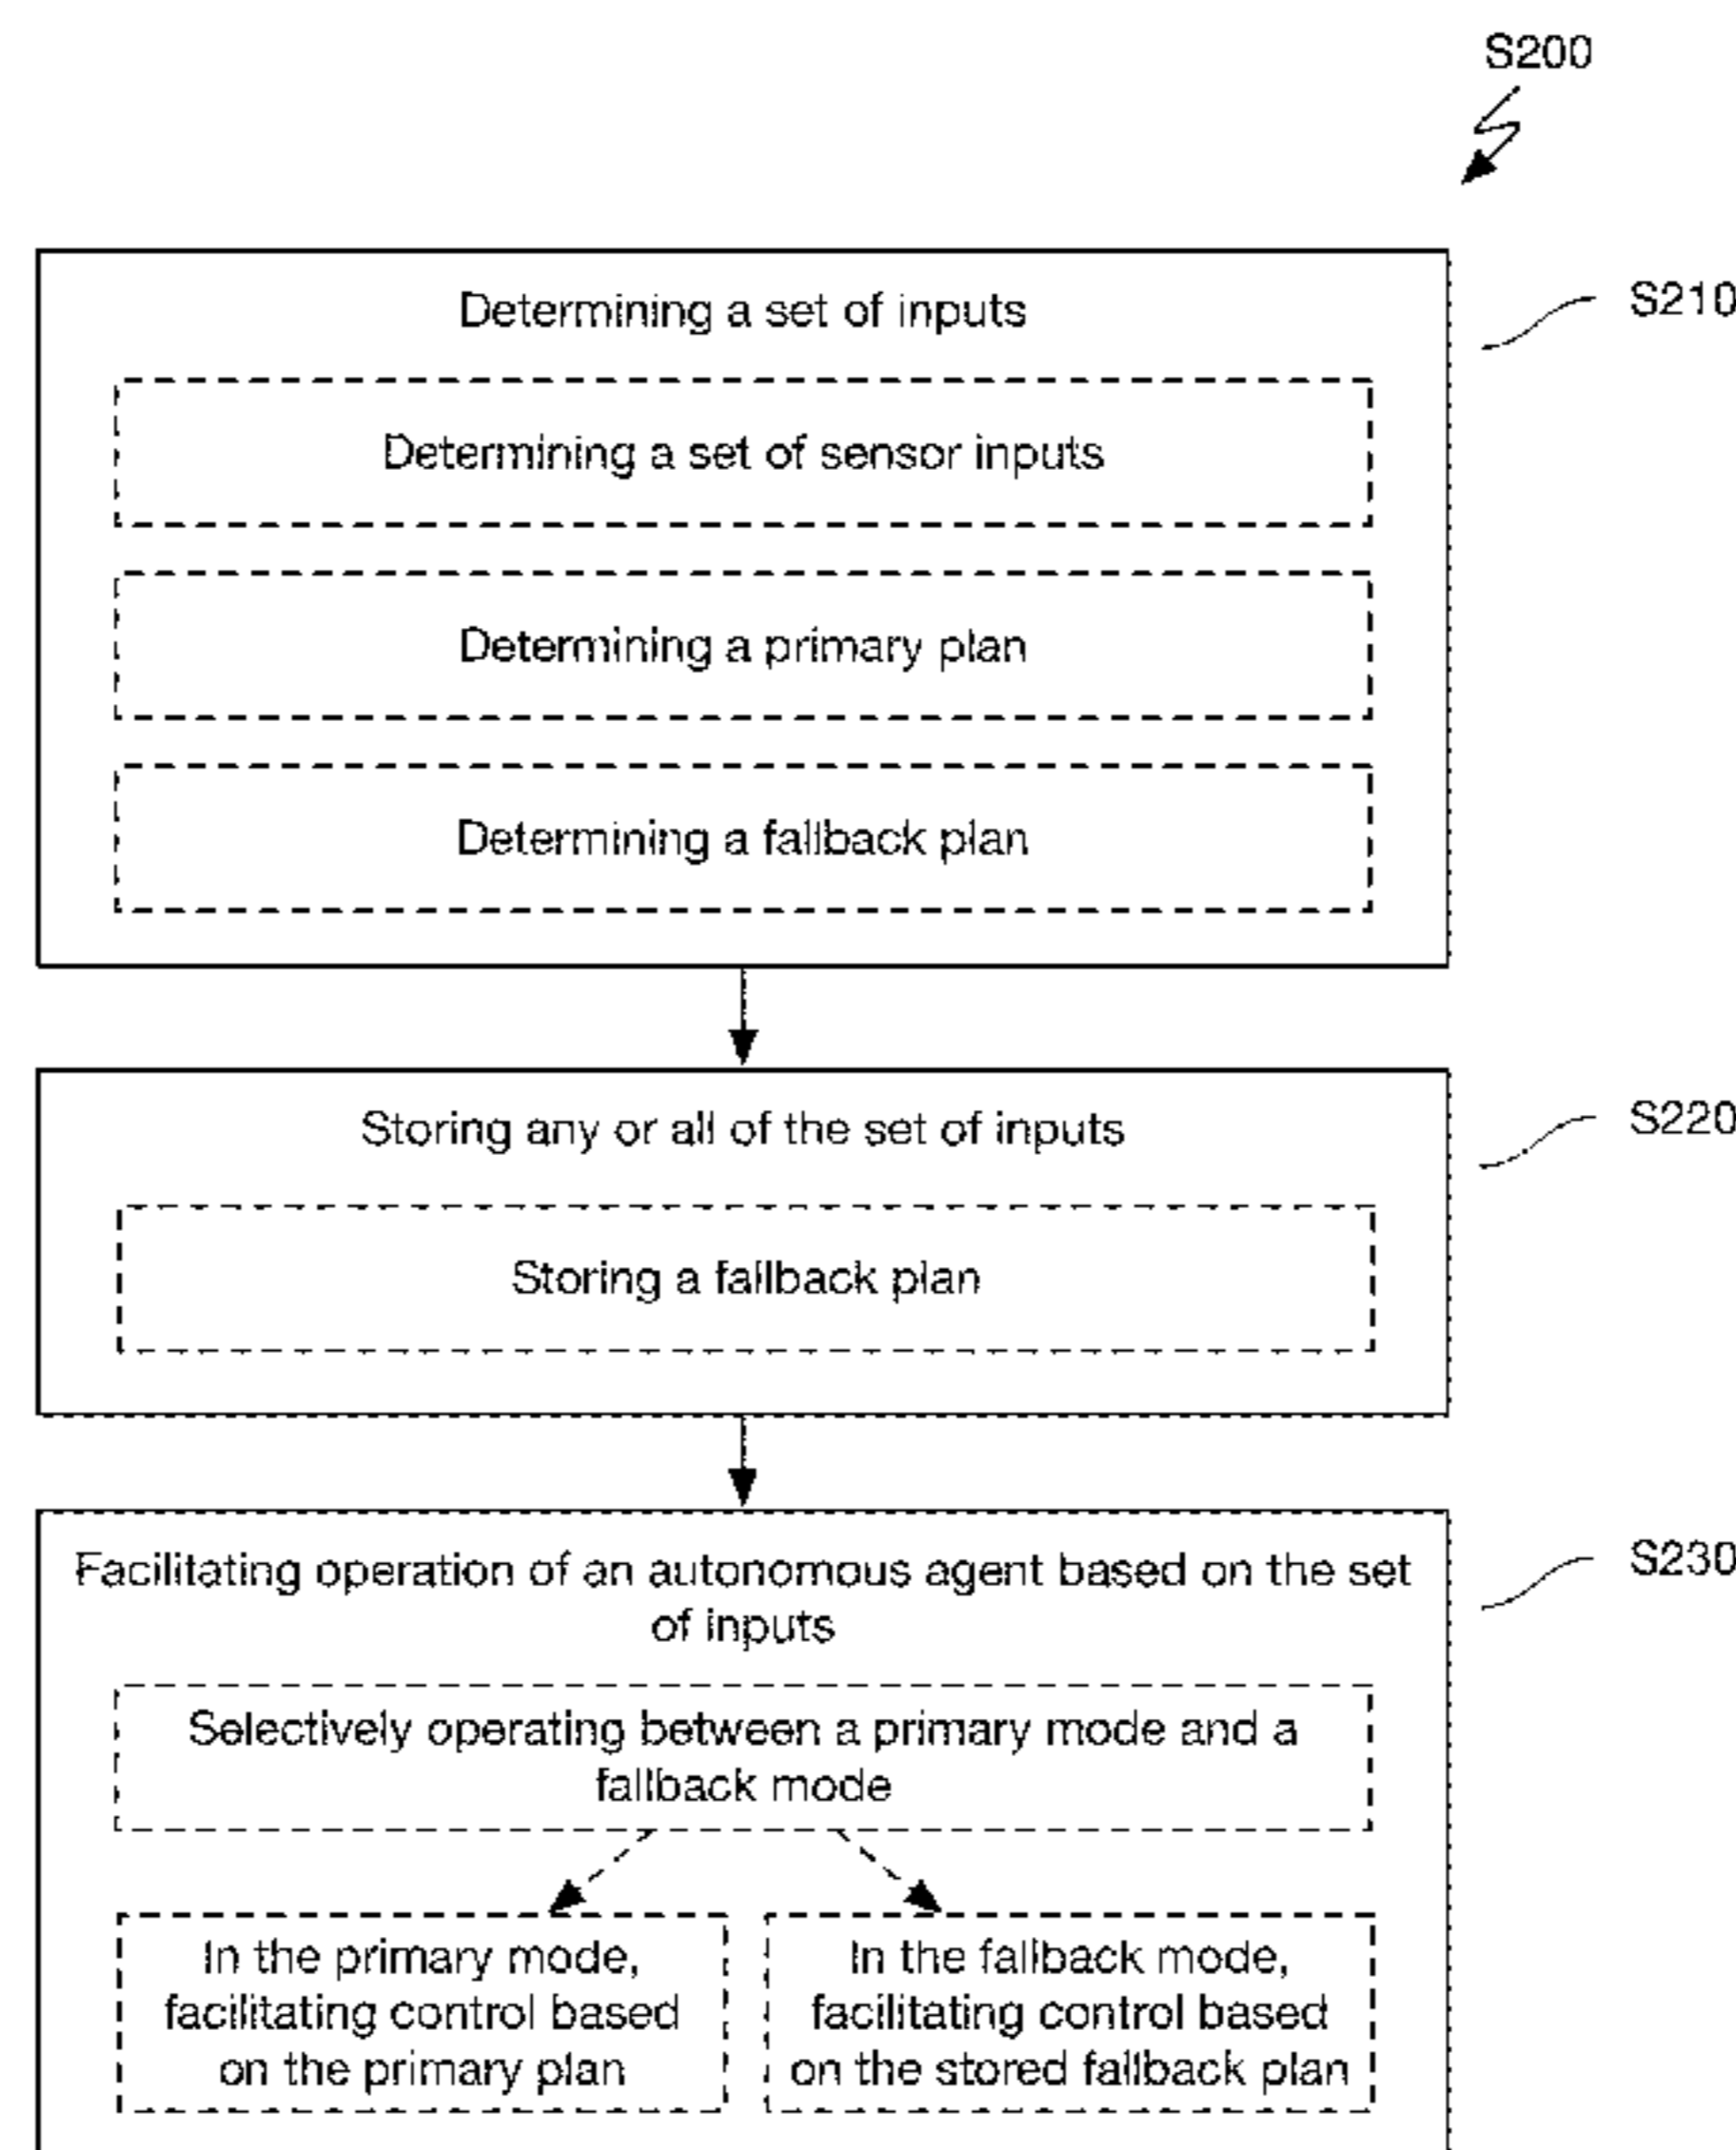 S200
Determining a set of inputs
S210
Determining a set of sensor inputs
Determining a primary plan
Determining a fallback plan
Storing any or all of the set of inputs
S220
Storing a fallback plan
Facilitating operation of an autonomous agent based on the set
of inputs
S230
Selectively operating between a primary mode and a
fallback mode
In the primary mode,
facilitating control based
on the primary plan
In the fallback mode,
facilitating control based
on the stored fallback plan